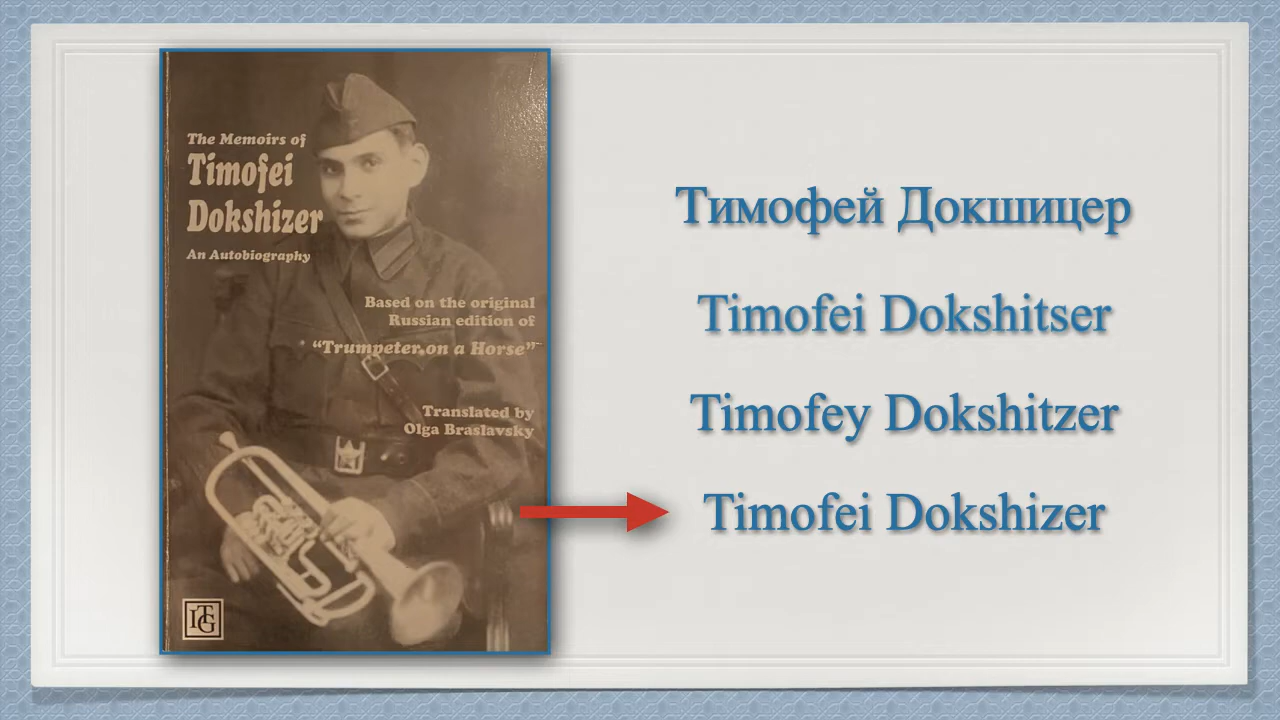 The Memoirs of
Timofei
Dokshizer
An Autobiography
Based on the original
Russian edition of
“Trumpeter on a Horse”
Translated by
Olga Braslavsky
ITG
Тимофей Докшицер
Timofei Dokshitser
Timofey Dokshitzer
Timofei Dokshizer